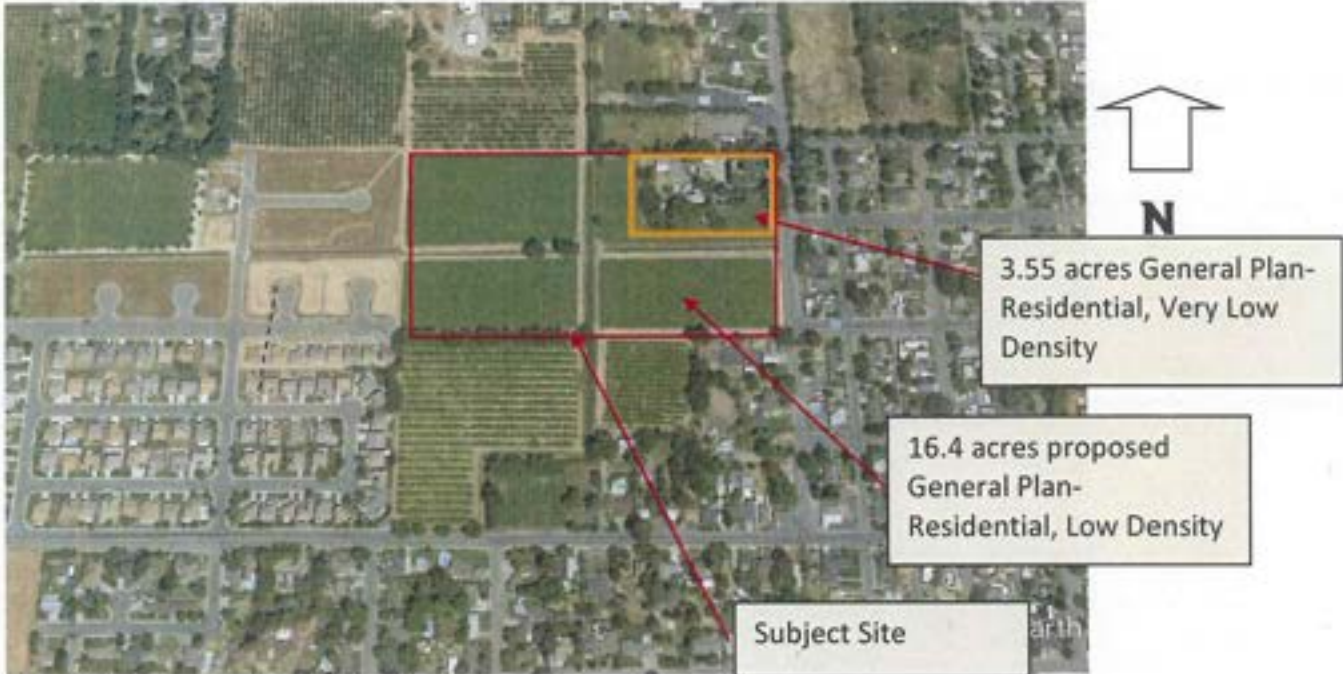 N
3.55 acres General Plan-
Residential, Very Low
Density
16.4 acres proposed
General Plan-
Residential, Low Density
Subject Site
arth